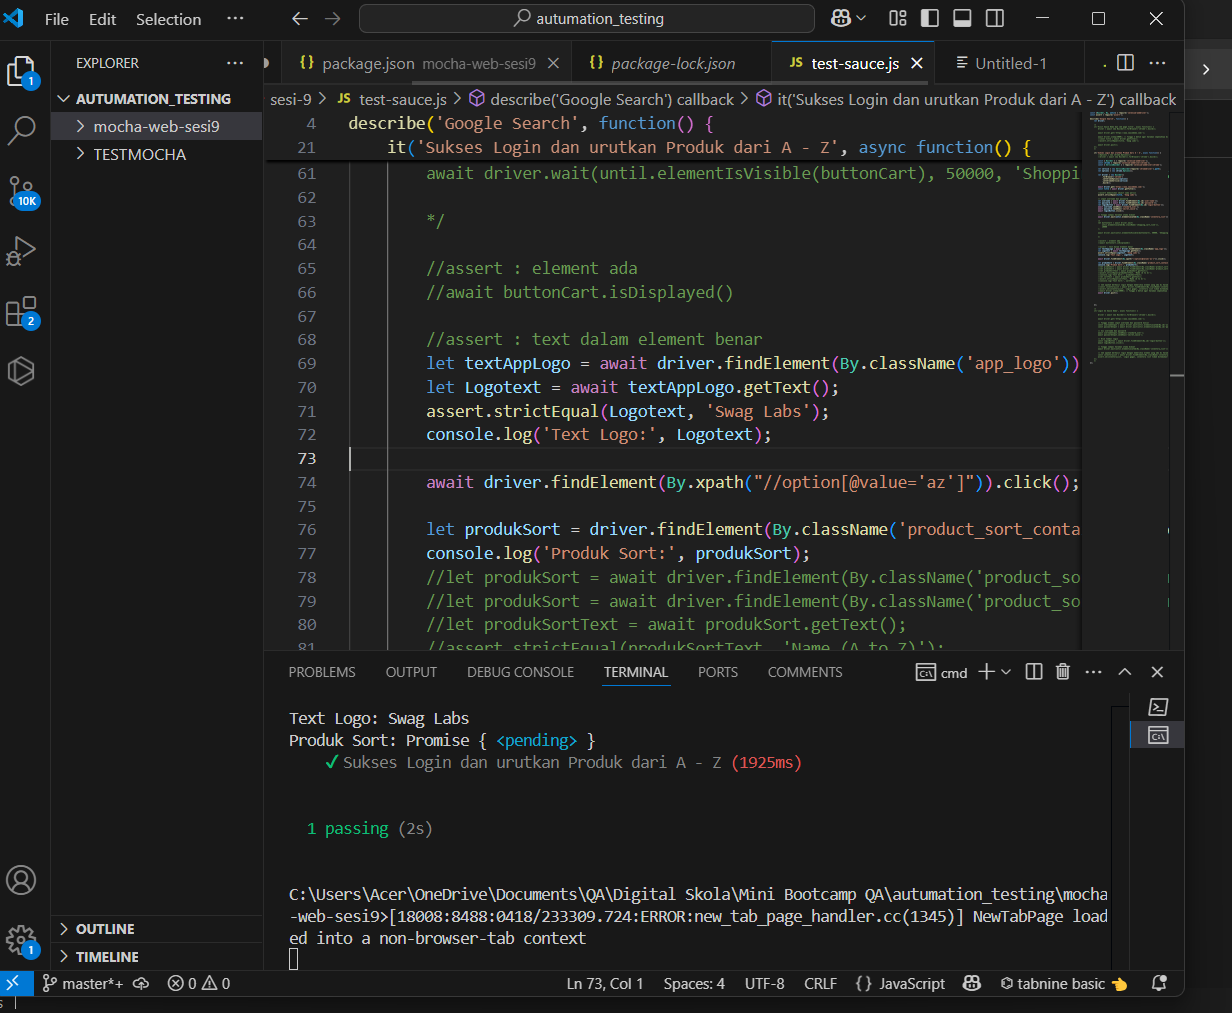 File Edit Selection ··· autumation_testing
EXPLORER ···
AUTUMATION_TESTING
mocha-web-sesi9
TESTMOCHA
OUTLINE
TIMELINE
1
10K
2
1
{} package.json mocha-web-sesi9
{} package-lock.json
JS test-sauce.js
Untitled-1
sesi-9 > JS test-sauce.js > describe('Google Search') callback > it('Sukses Login dan urutkan Produk dari A - Z') callback
4 describe('Google Search', function() {
21 it('Sukses Login dan urutkan Produk dari A - Z', async function() {
61 await driver.wait(until.elementIsVisible(buttonCart), 50000, 'Shoppi
62
63 */
64
65 //assert : element ada
66 //await buttonCart.isDisplayed()
67
68 //assert : text dalam element benar
69 let textAppLogo = await driver.findElement(By.className('app_logo'))
70 let Logotext = await textAppLogo.getText();
71 assert.strictEqual(Logotext, 'Swag Labs');
72 console.log('Text Logo:', Logotext);
73
74 await driver.findElement(By.xpath("//option[@value='az']")).click();
75
76 let produkSort = driver.findElement(By.className('product_sort_conta
77 console.log('Produk Sort:', produkSort);
78 //let produkSort = await driver.findElement(By.className('product_so
79 //let produkSort = await driver.findElement(By.className('product_so
80 //let produkSortText = await produkSort.getText();
81 //assert.strictEqual(produkSortText, 'Name (A to Z)');
PROBLEMS OUTPUT DEBUG CONSOLE TERMINAL PORTS COMMENTS cmd
Text Logo: Swag Labs
Produk Sort: Promise { <pending> }
✓ Sukses Login dan urutkan Produk dari A - Z (1925ms)
1 passing (2s)
C:\Users\Acer\OneDrive\Documents\QA\Digital Skola\Mini Bootcamp QA\autumation_testing\mocha
-web-sesi9>[18008:8488:0418/233309.724:ERROR:new_tab_page_handler.cc(1345)] NewTabPage load
ed into a non-browser-tab context
master*+ 0 0 Ln 73, Col 1 Spaces: 4 UTF-8 CRLF {} JavaScript tabnine basic